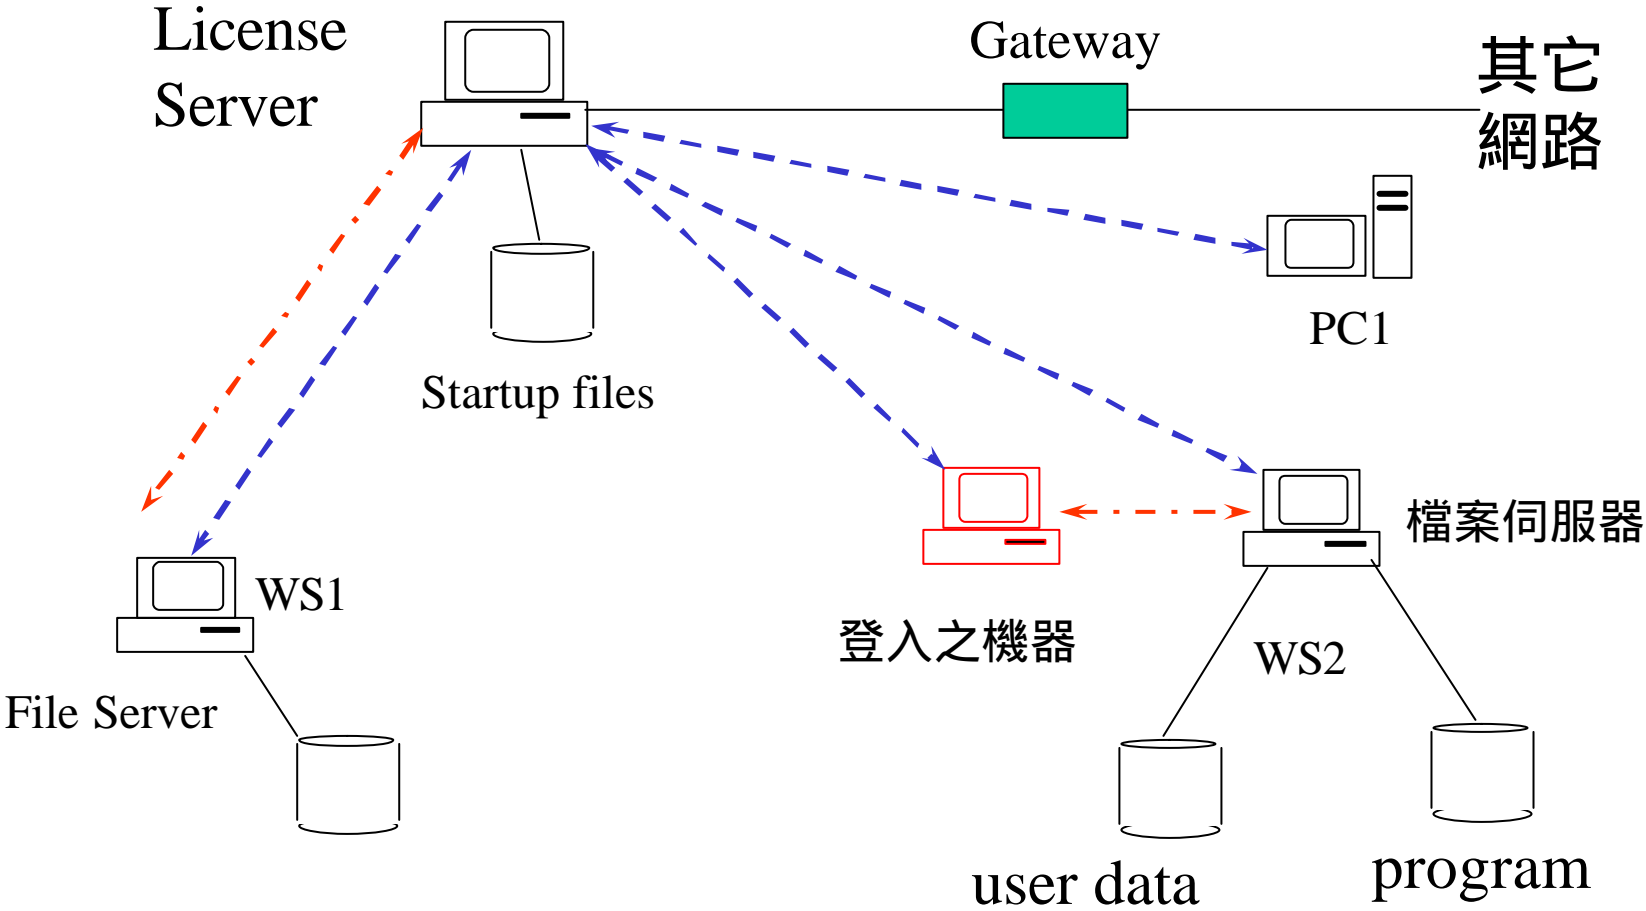 License
Server
Gateway
其它
網路
PC1
Startup files
檔案伺服器
WS1
登入之機器
WS2
File Server
user data
program